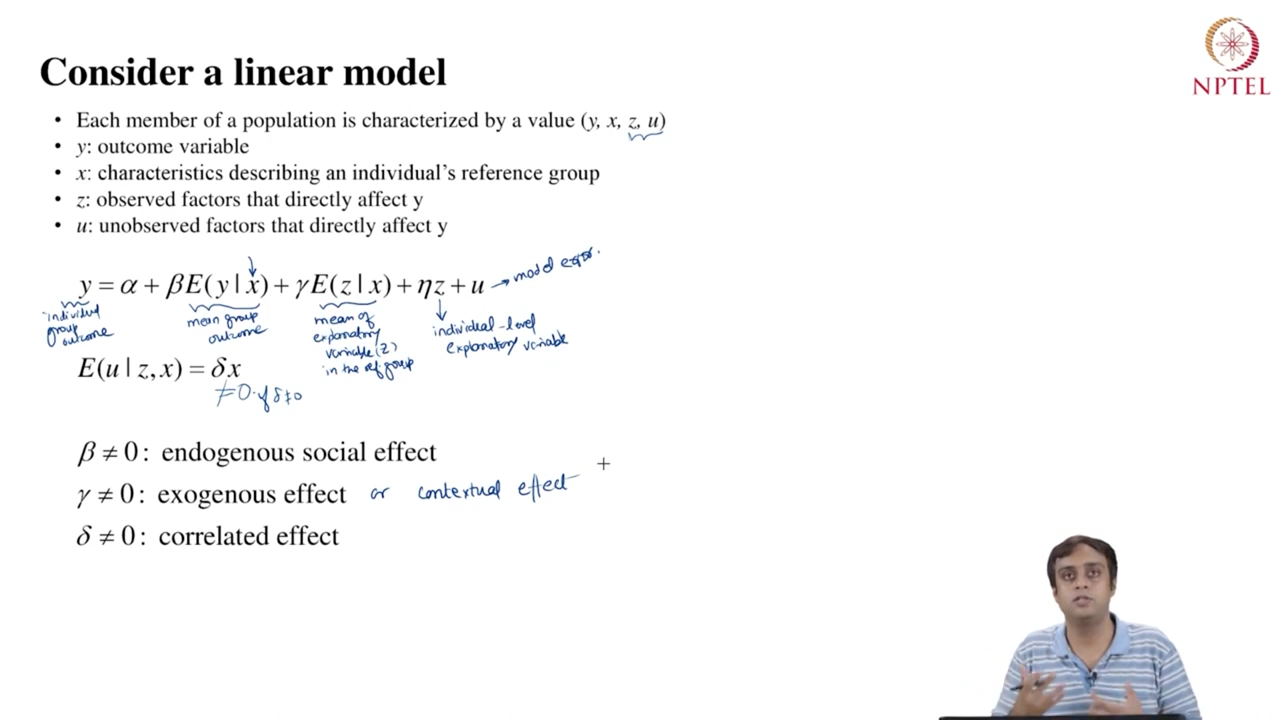 NPTEL
Consider a linear model
• Each member of a population is characterized by a value (y, x, z, u)
• y: outcome variable
• x: characteristics describing an individual's reference group
• z: observed factors that directly affect y
• u: unobserved factors that directly affect y
y = α + βE(y | x) + γE(z | x) + ηz + u → model error.
individual
group
outcome
mean group
outcome
mean of
explanatory
variable (z)
in the ref. group
individual-level
explanatory variable
E(u | z, x) = δx
≠0 if δ≠0
β ≠ 0 : endogenous social effect
γ ≠ 0 : exogenous effect or contextual effect
δ ≠ 0 : correlated effect